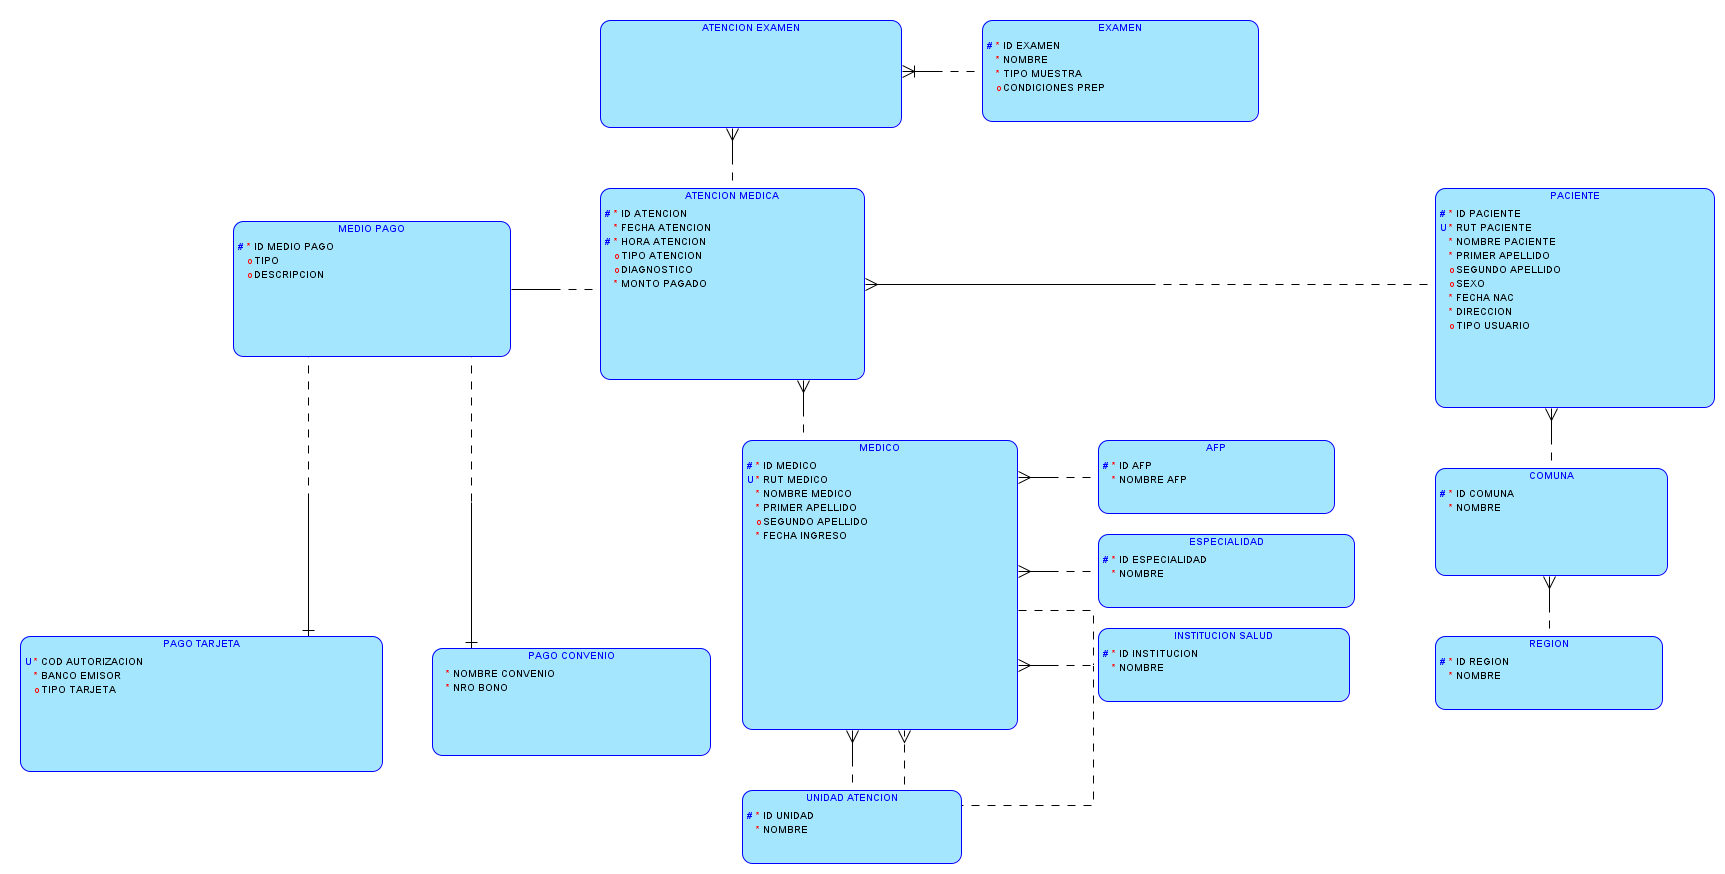 ATENCION EXAMEN
EXAMEN
# * ID EXAMEN
* NOMBRE
* TIPO MUESTRA
o CONDICIONES PREP
ATENCION MEDICA
# * ID ATENCION
* FECHA ATENCION
# * HORA ATENCION
o TIPO ATENCION
o DIAGNOSTICO
* MONTO PAGADO
PACIENTE
# * ID PACIENTE
U * RUT PACIENTE
* NOMBRE PACIENTE
* PRIMER APELLIDO
o SEGUNDO APELLIDO
o SEXO
* FECHA NAC
* DIRECCION
o TIPO USUARIO
MEDIO PAGO
# * ID MEDIO PAGO
o TIPO
o DESCRIPCION
MEDICO
# * ID MEDICO
U * RUT MEDICO
* NOMBRE MEDICO
* PRIMER APELLIDO
o SEGUNDO APELLIDO
* FECHA INGRESO
AFP
# * ID AFP
* NOMBRE AFP
COMUNA
# * ID COMUNA
* NOMBRE
ESPECIALIDAD
# * ID ESPECIALIDAD
* NOMBRE
INSTITUCION SALUD
# * ID INSTITUCION
* NOMBRE
REGION
# * ID REGION
* NOMBRE
PAGO TARJETA
U * COD AUTORIZACION
* BANCO EMISOR
o TIPO TARJETA
PAGO CONVENIO
* NOMBRE CONVENIO
* NRO BONO
UNIDAD ATENCION
# * ID UNIDAD
* NOMBRE